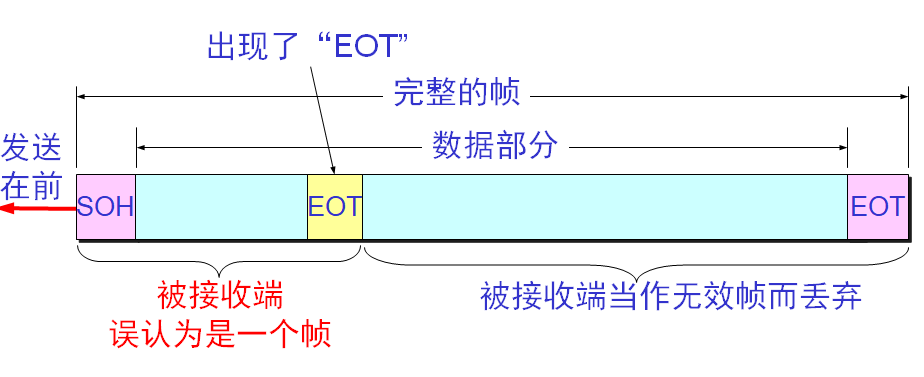 出现了“EOT”
完整的帧
数据部分
发送
在前
SOH
EOT
EOT
被接收端
误认为是一个帧
被接收端当作无效帧而丢弃